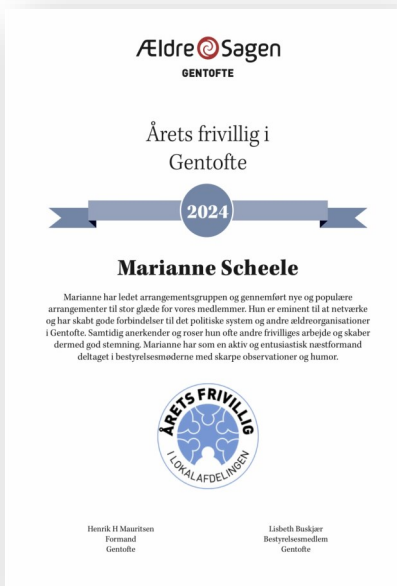 Ældre Sagen
GENTOFTE
Årets frivillig i
Gentofte
2024
Marianne Scheele
Marianne har ledet arrangementsgruppen og gennemført nye og populære
arrangementer til stor glæde for vores medlemmer. Hun er eminent til at netværke
og har skabt gode forbindelser til det politiske system og andre ældreorganisationer
i Gentofte. Samtidig anerkender og roser hun ofte andre frivilliges arbejde og skaber
dermed god stemning. Marianne har som en aktiv og entusiastisk næstformand
deltaget i bestyrelsesmøderne med skarpe observationer og humor.
ÅRETS FRIVILLIG
I LOKALAFDELINGEN
Henrik H Mauritsen
Formand
Gentofte
Lisbeth Buskjær
Bestyrelsesmedlem
Gentofte